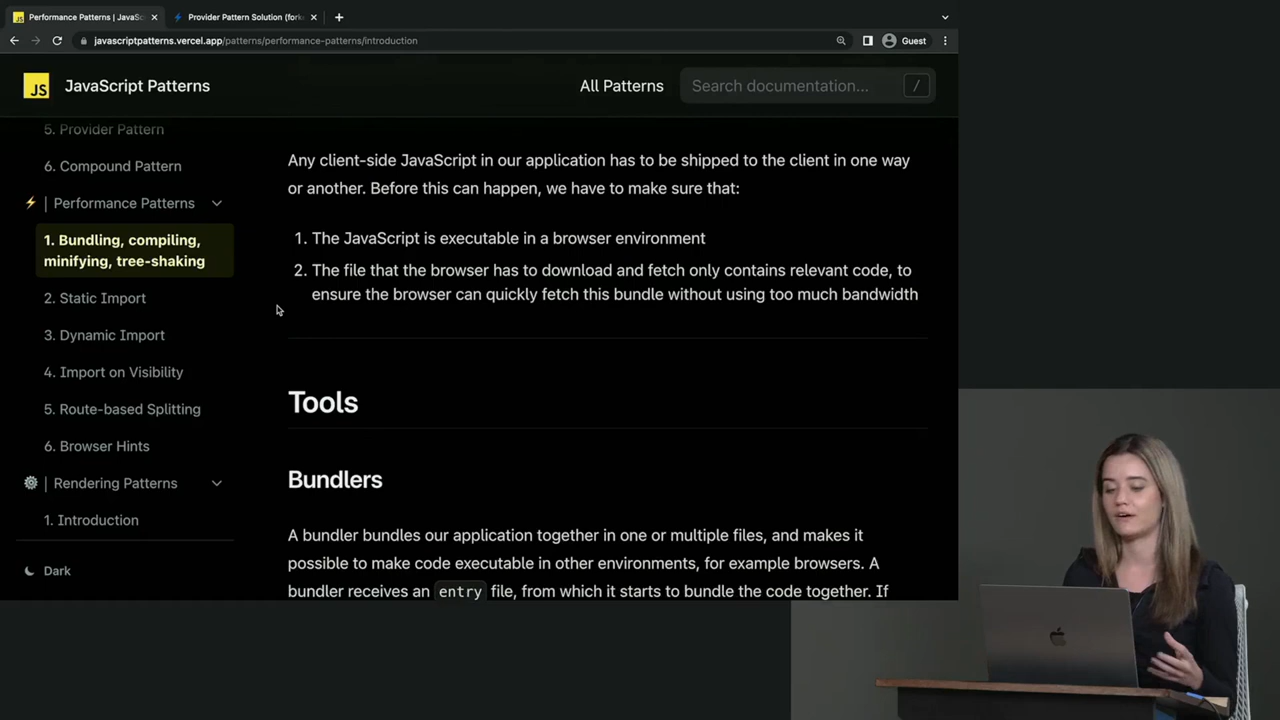 Performance Patterns | JavaSc
Provider Pattern Solution (fork
javascriptpatterns.vercel.app/patterns/performance-patterns/introduction
Guest
JS
JavaScript Patterns
All Patterns
Search documentation...
/
5. Provider Pattern
6. Compound Pattern
| Performance Patterns
1. Bundling, compiling,
minifying, tree-shaking
2. Static Import
3. Dynamic Import
4. Import on Visibility
5. Route-based Splitting
6. Browser Hints
| Rendering Patterns
1. Introduction
Dark
Any client-side JavaScript in our application has to be shipped to the client in one way
or another. Before this can happen, we have to make sure that:
1. The JavaScript is executable in a browser environment
2. The file that the browser has to download and fetch only contains relevant code, to
ensure the browser can quickly fetch this bundle without using too much bandwidth
Tools
Bundlers
A bundler bundles our application together in one or multiple files, and makes it
possible to make code executable in other environments, for example browsers. A
bundler receives an entry file, from which it starts to bundle the code together. If